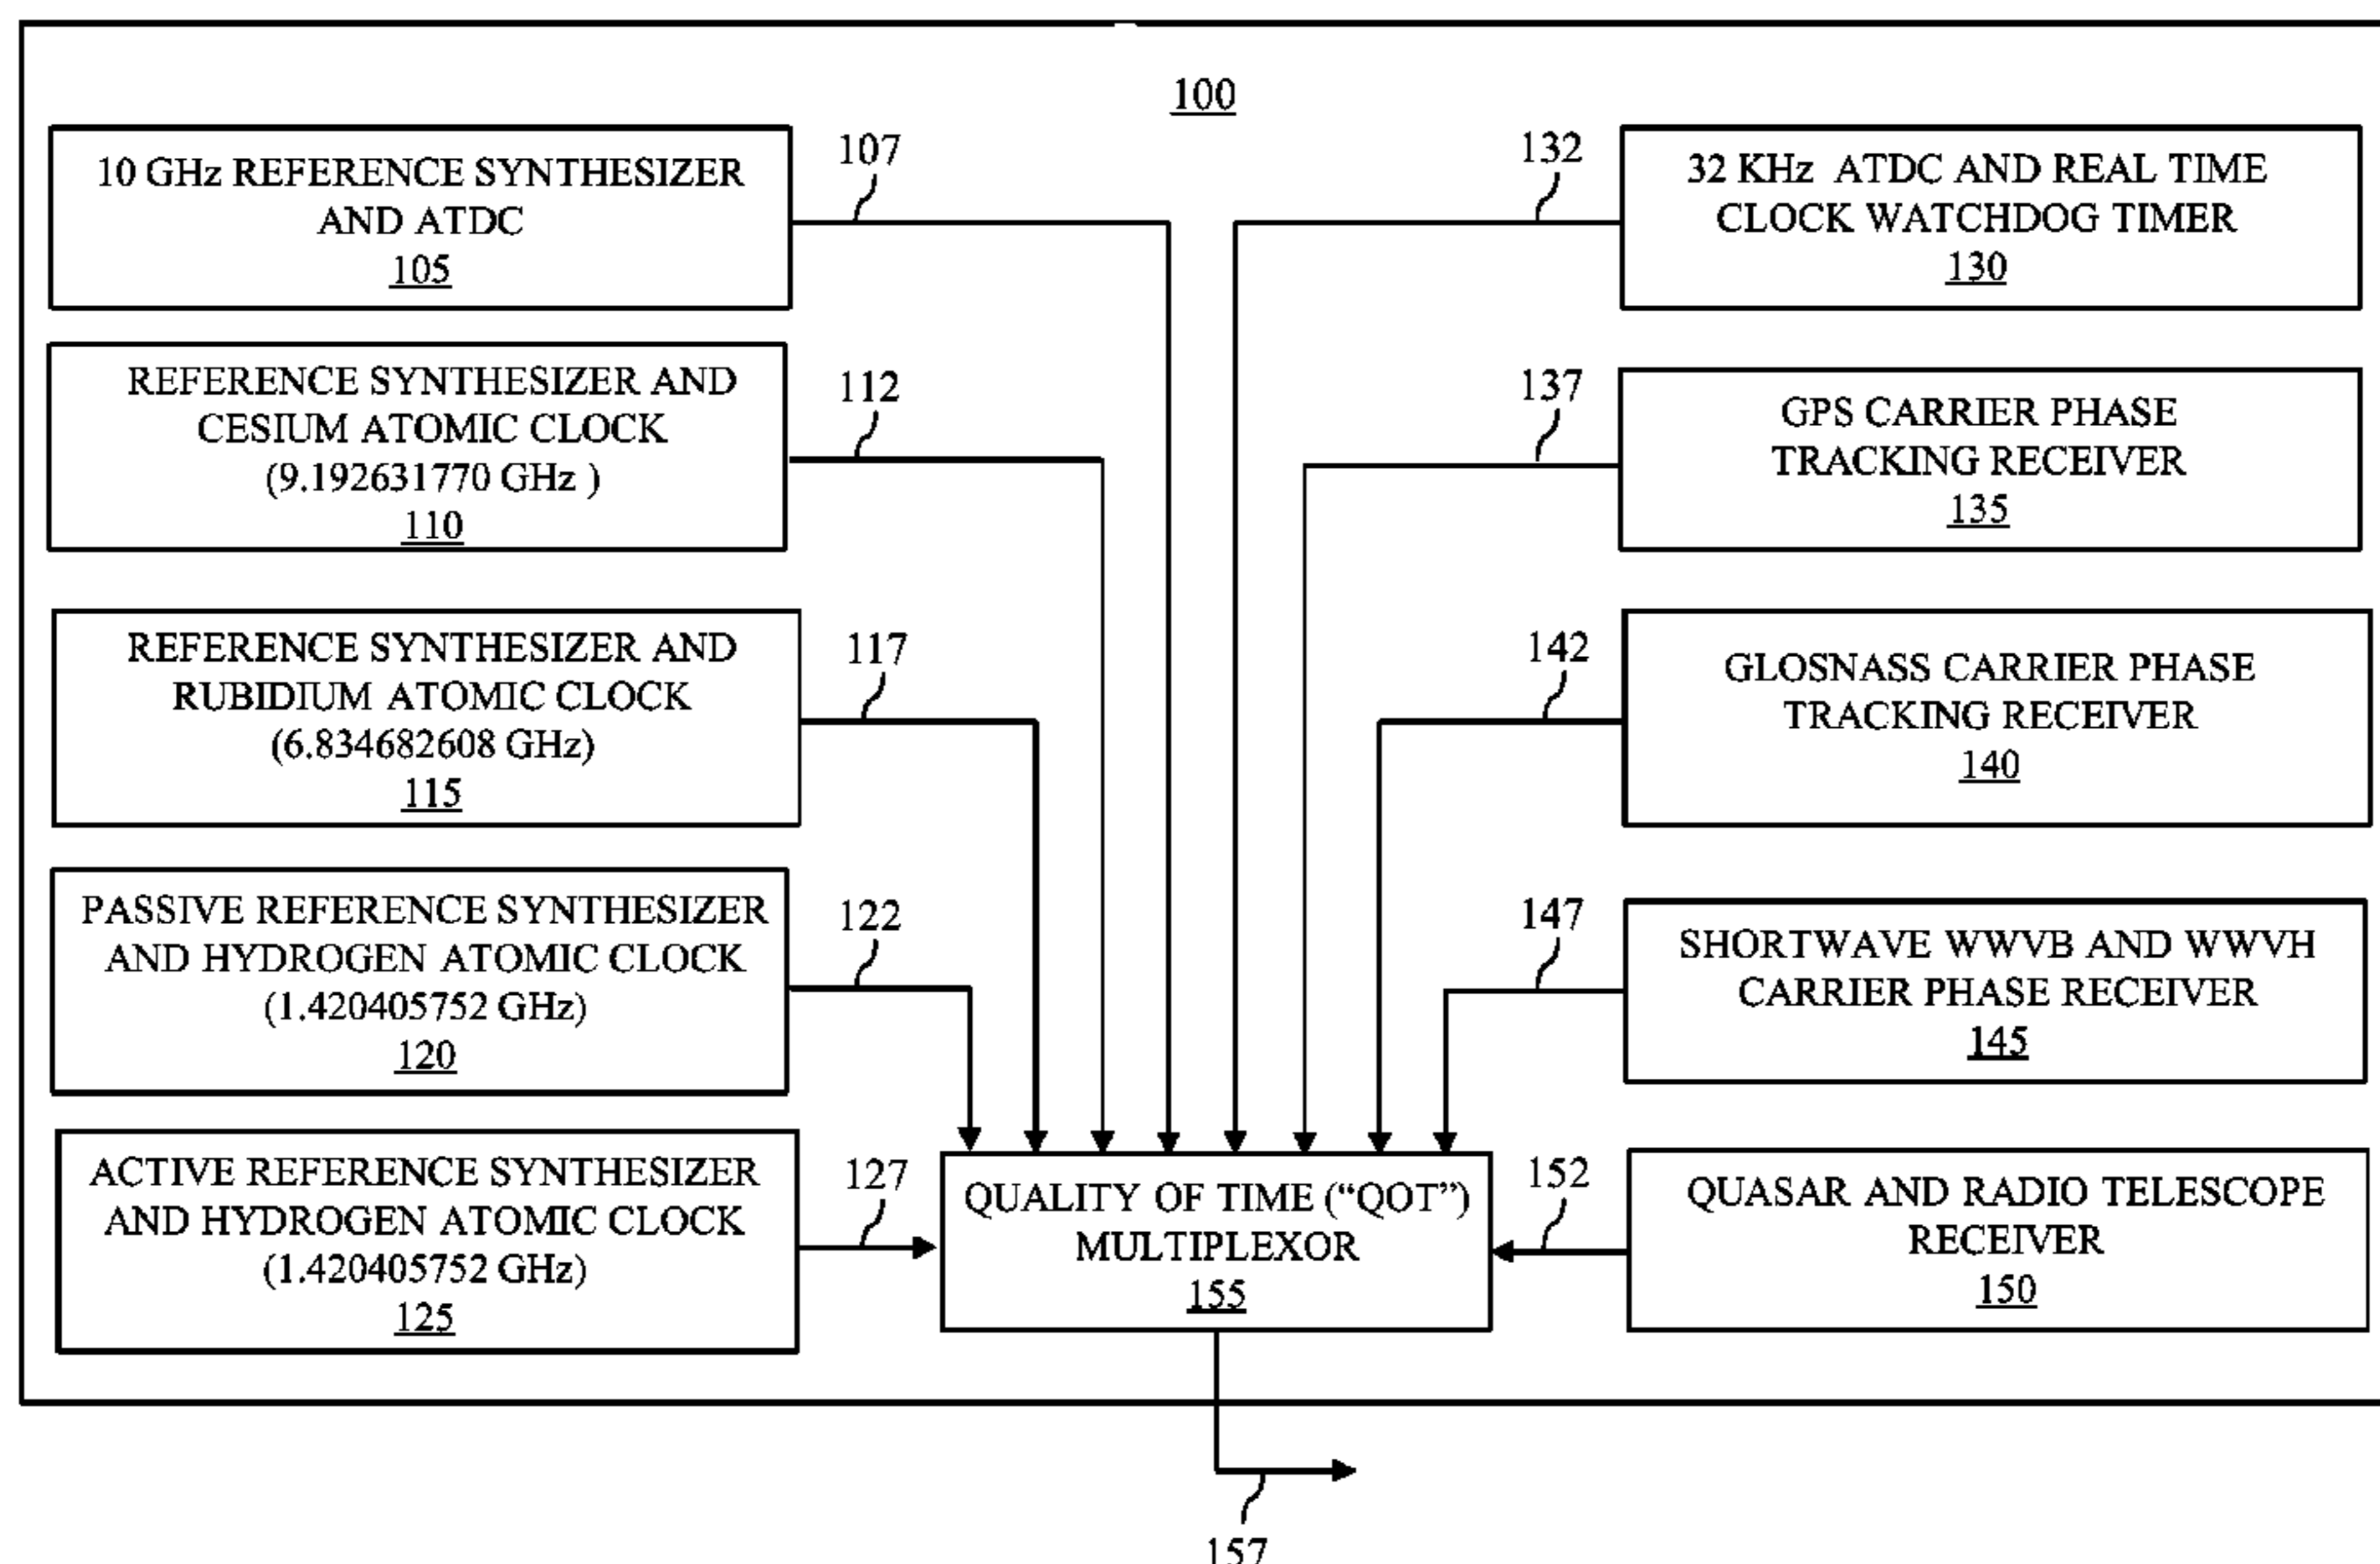 100
10 GHz REFERENCE SYNTHESIZER
AND ATDC
105
107
REFERENCE SYNTHESIZER AND
CESIUM ATOMIC CLOCK
(9.192631770 GHz )
110
112
REFERENCE SYNTHESIZER AND
RUBIDIUM ATOMIC CLOCK
(6.834682608 GHz)
115
117
PASSIVE REFERENCE SYNTHESIZER
AND HYDROGEN ATOMIC CLOCK
(1.420405752 GHz)
120
122
ACTIVE REFERENCE SYNTHESIZER
AND HYDROGEN ATOMIC CLOCK
(1.420405752 GHz)
125
127
132
32 KHz ATDC AND REAL TIME
CLOCK WATCHDOG TIMER
130
137
GPS CARRIER PHASE
TRACKING RECEIVER
135
142
GLOSNASS CARRIER PHASE
TRACKING RECEIVER
140
147
SHORTWAVE WWVB AND WWVH
CARRIER PHASE RECEIVER
145
152
QUASAR AND RADIO TELESCOPE
RECEIVER
150
QUALITY OF TIME (“QOT”)
MULTIPLEXOR
155
157